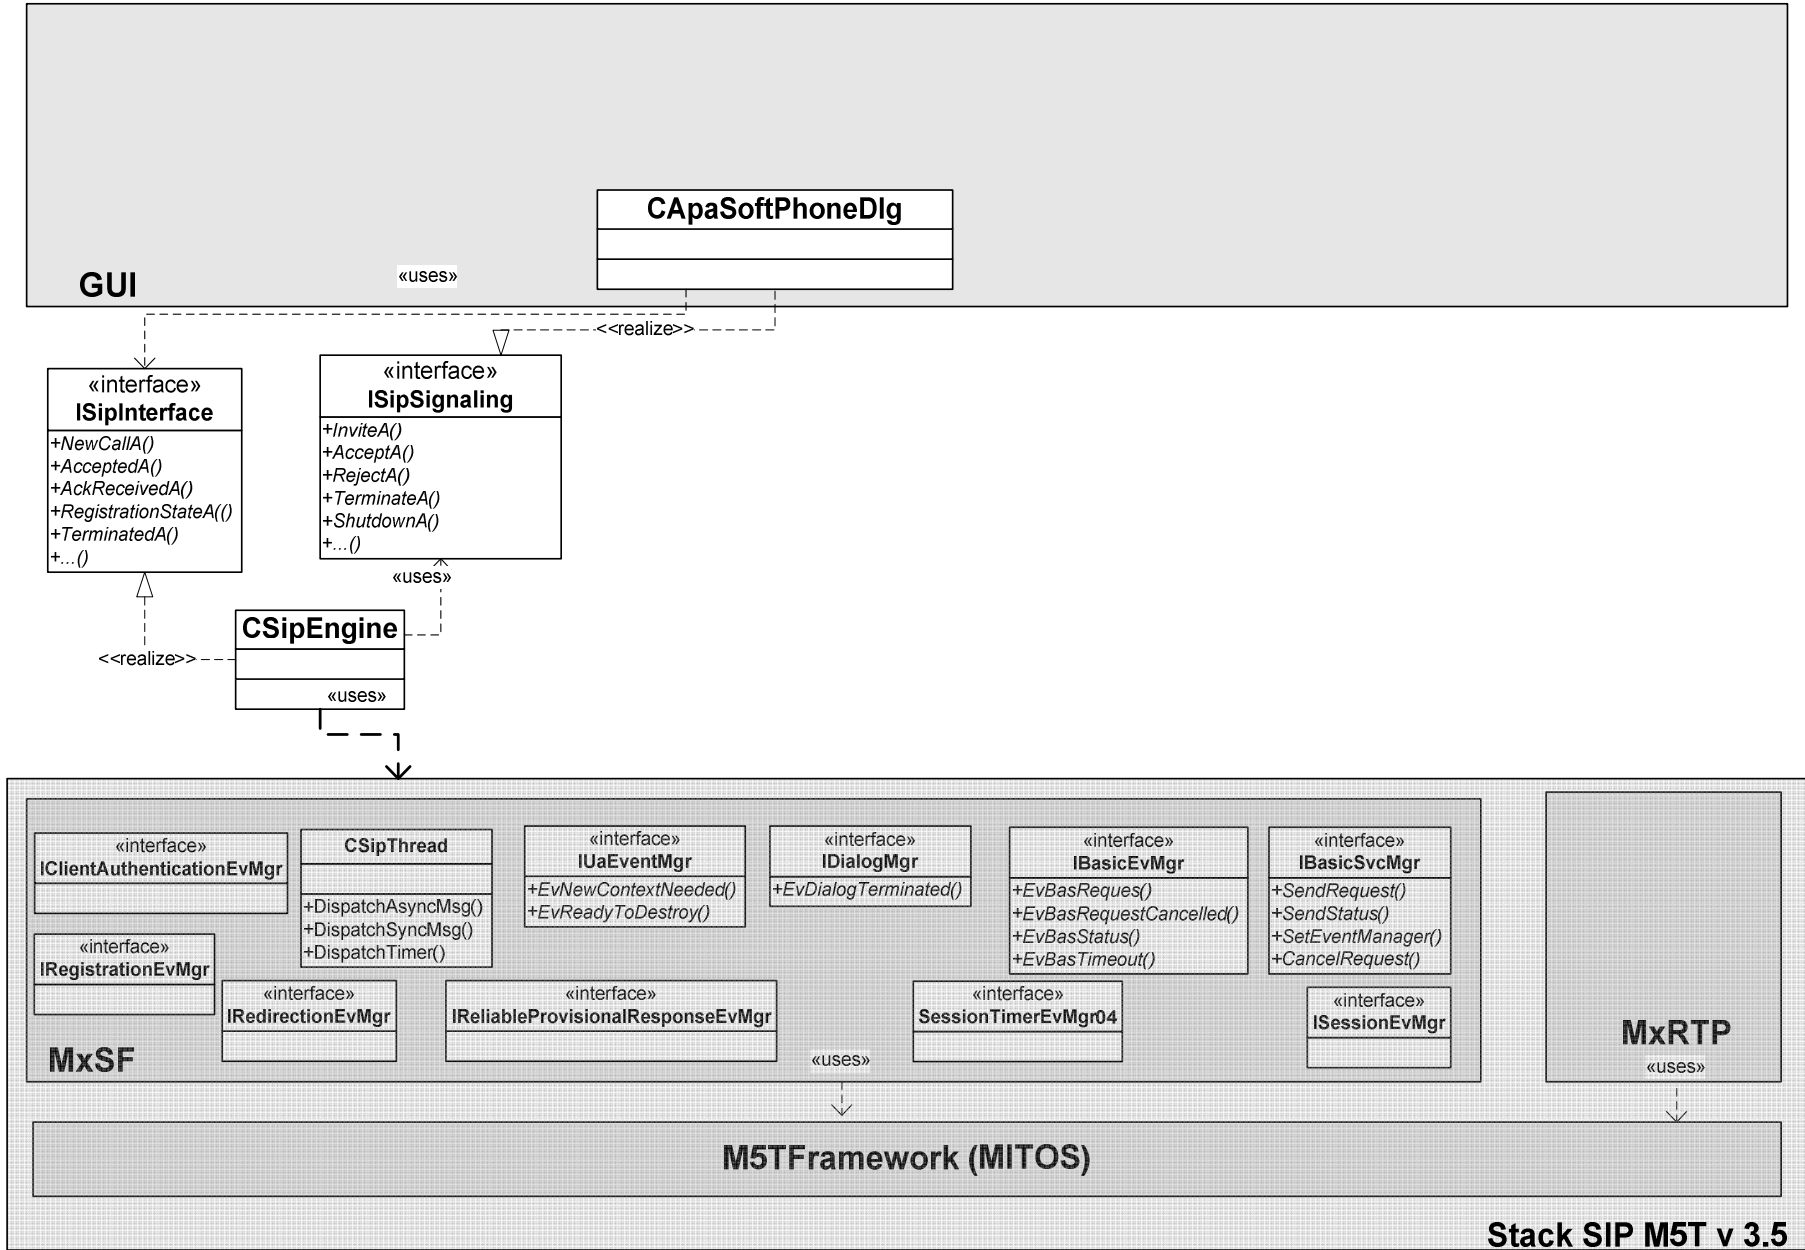 CApaSoftPhoneDlg
«uses»
GUI
<<realize>>
«interface»
ISipInterface
+NewCallA()
+AcceptedA()
+AckReceivedA()
+RegistrationStateA(()
+TerminatedA()
+...()
«interface»
ISipSignaling
+InviteA()
+AcceptA()
+RejectA()
+TerminateA()
+ShutdownA()
+...()
«uses»
CSipEngine
<<realize>>
«uses»
«interface»
IClientAuthenticationEvMgr
CSipThread
+DispatchAsyncMsg()
+DispatchSyncMsg()
+DispatchTimer()
«interface»
IUaEventMgr
+EvNewContextNeeded()
+EvReadyToDestroy()
«interface»
IDialogMgr
+EvDialogTerminated()
«interface»
IBasicEvMgr
+EvBasReques()
+EvBasRequestCancelled()
+EvBasStatus()
+EvBasTimeout()
«interface»
IBasicSvcMgr
+SendRequest()
+SendStatus()
+SetEventManager()
+CancelRequest()
«interface»
IRegistrationEvMgr
«interface»
IRedirectionEvMgr
«interface»
IReliableProvisionalResponseEvMgr
«interface»
SessionTimerEvMgr04
«interface»
ISessionEvMgr
MxSF
«uses»
MxRTP
«uses»
M5TFramework (MITOS)
Stack SIP M5T v 3.5